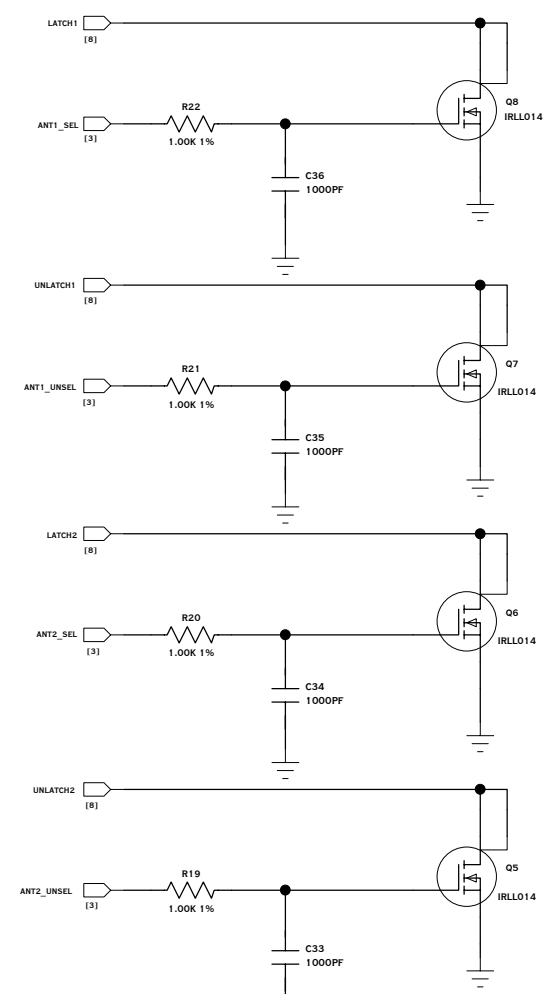 LATCH1
[8]
R22
Q8
IRLL014
ANT1_SEL
[3]
1.00K 1%
C36
1000PF
UNLATCH1
[8]
R21
Q7
IRLL014
ANT1_UNSEL
[3]
1.00K 1%
C35
1000PF
LATCH2
[8]
R20
Q6
IRLL014
ANT2_SEL
[3]
1.00K 1%
C34
1000PF
UNLATCH2
[8]
R19
Q5
IRLL014
ANT2_UNSEL
[3]
1.00K 1%
C33
1000PF